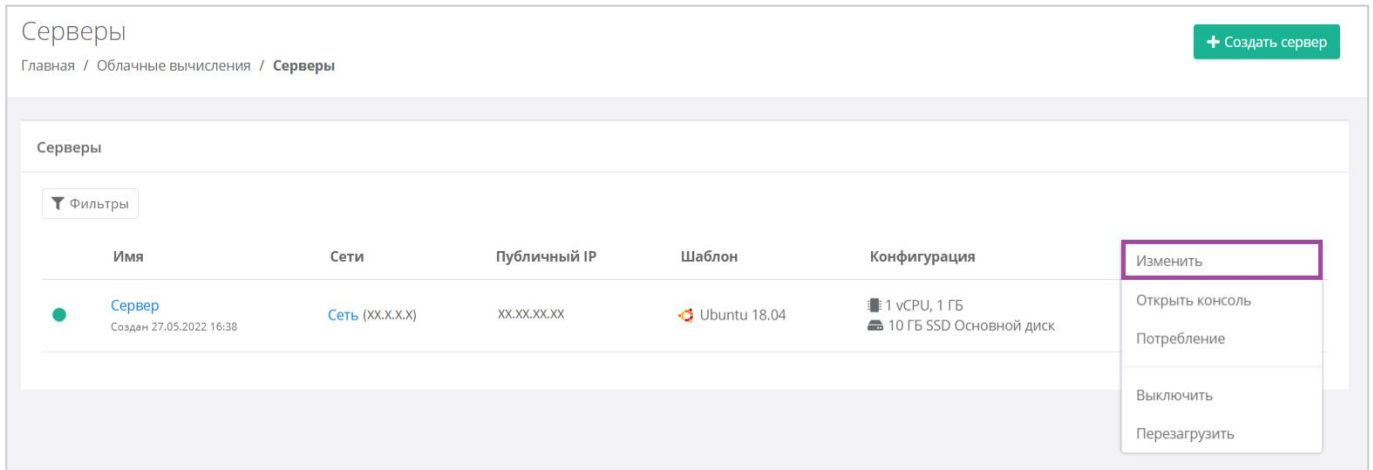 Серверы
+ Создать сервер
Главная / Облачные вычисления / Серверы
Серверы
Фильтры
Имя Сети Публичный IP Шаблон Конфигурация
Сервер
Создан 27.05.2022 16:38
Сеть (XX.X.X.X)
XX.XX.XX.XX
Ubuntu 18.04
1 vCPU, 1 ГБ
10 ГБ SSD Основной диск
Изменить
Открыть консоль
Потребление
Выключить
Перезагрузить